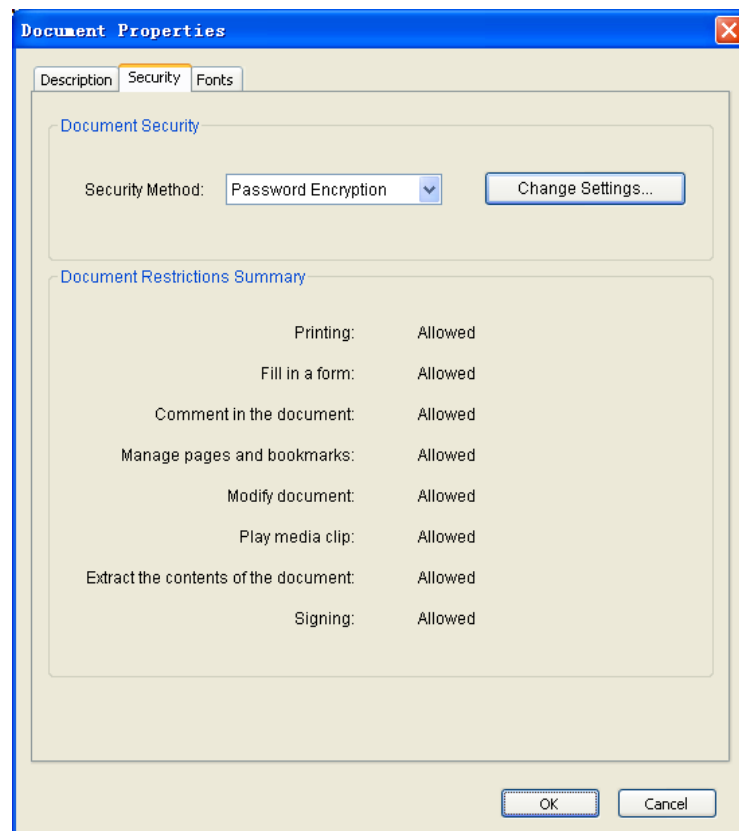 Document Properties
Description Security Fonts
Document Security
Security Method: Password Encryption Change Settings...
Document Restrictions Summary
Printing: Allowed
Fill in a form: Allowed
Comment in the document: Allowed
Manage pages and bookmarks: Allowed
Modify document: Allowed
Play media clip: Allowed
Extract the contents of the document: Allowed
Signing: Allowed
OK Cancel